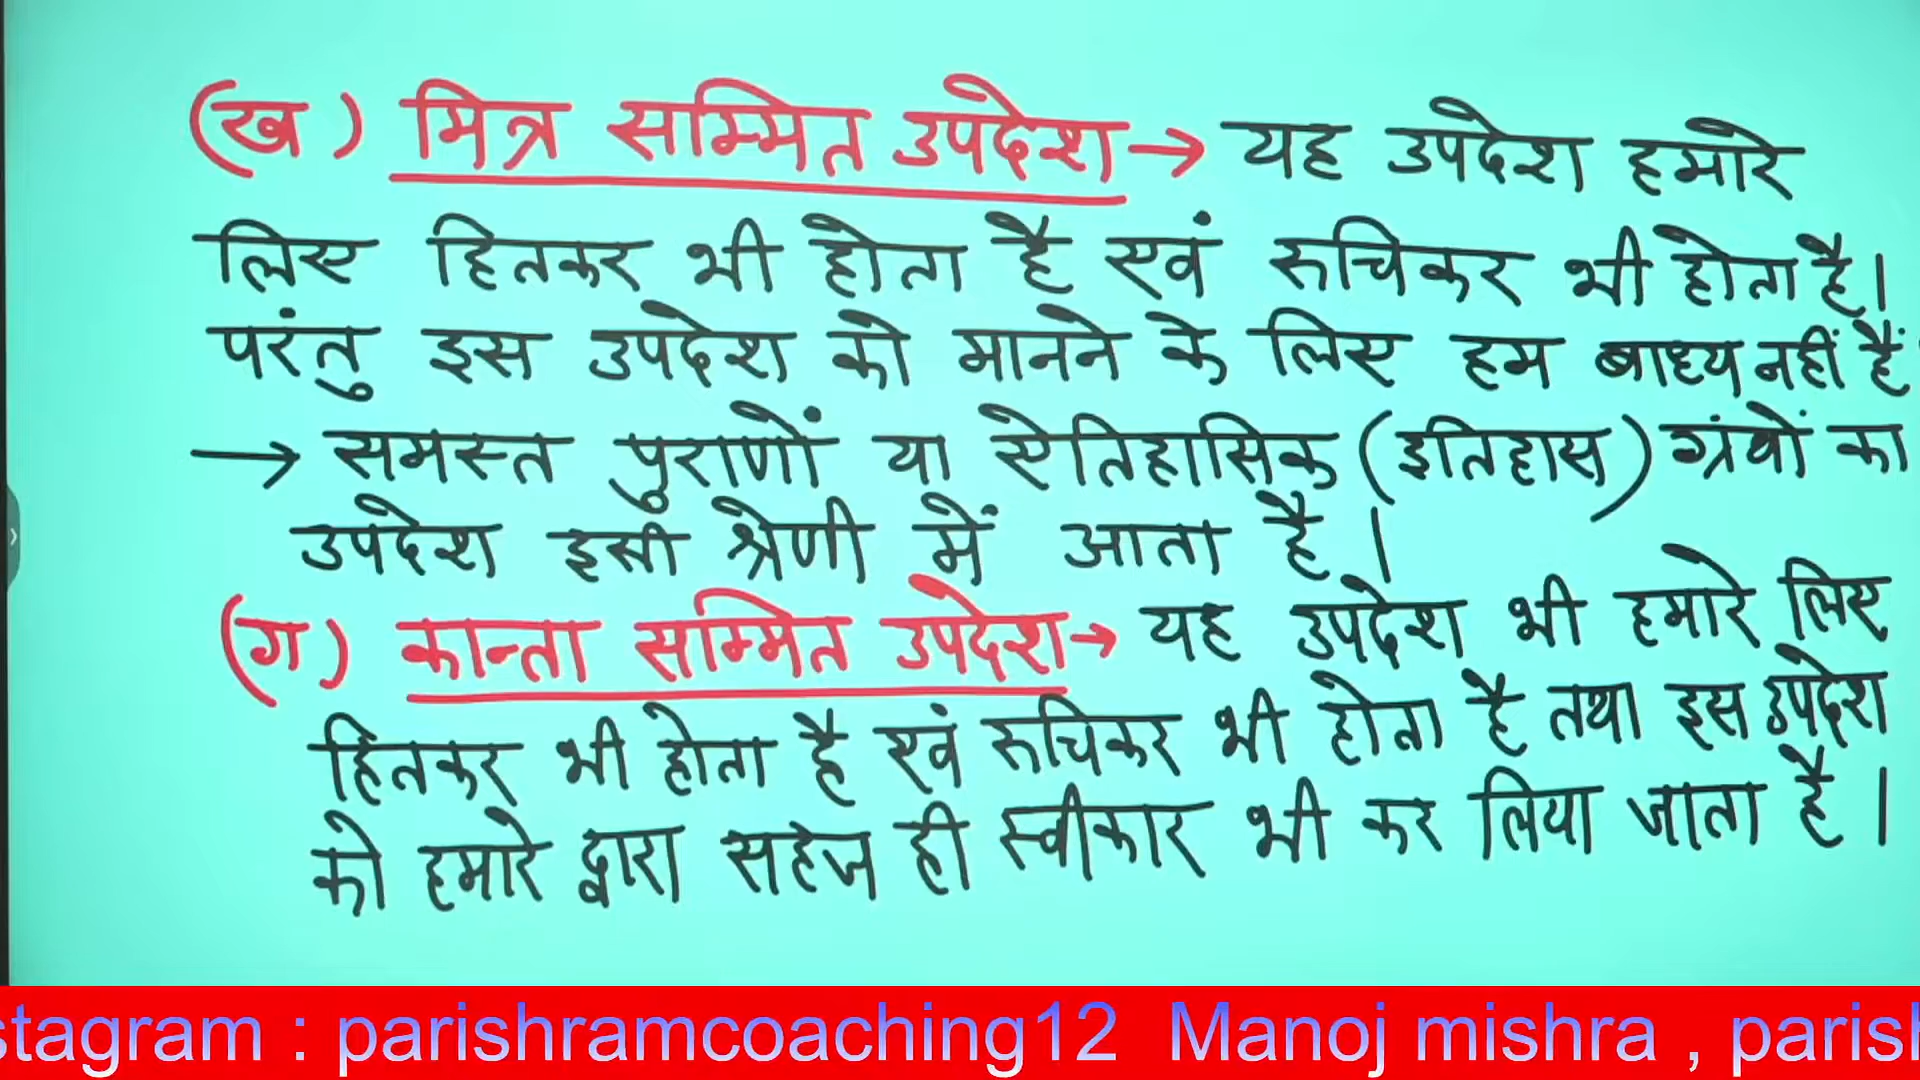 (ख) मित्र सम्मित उपदेश → यह उपदेश हमारे
लिए हितकर भी होता है एवं रूचिकर भी होता है।
परंतु इस उपदेश को मानने के लिए हम बाध्य नहीं हैं
→ समस्त पुराणों या ऐतिहासिक (इतिहास) ग्रंथों का
उपदेश इसी श्रेणी में आता है।
(ग) कान्ता सम्मित उपदेश → यह उपदेश भी हमारे लिए
हितकर भी होता है एवं रूचिकर भी होता है तथा इस उपदेश
को हमारे द्वारा सहज ही स्वीकार भी कर लिया जाता है।
stagram : parishramcoaching12 Manoj mishra , parish